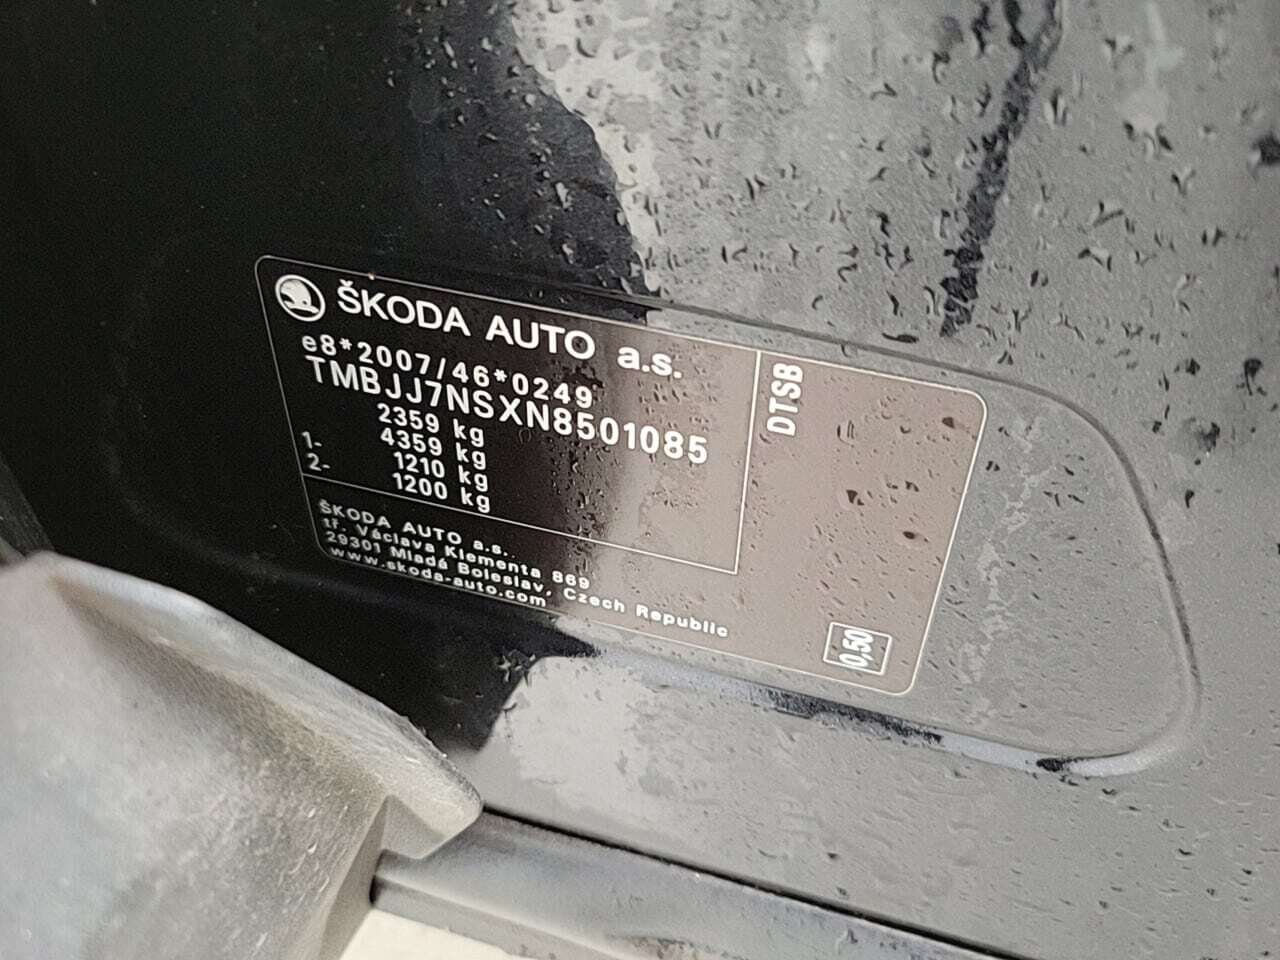 ŠKODA AUTO a.s.
e8*2007/46*0249
TMBJJ7NSXN8501085
2359 kg
4359 kg
1- 1210 kg
2- 1200 kg
DTSB
ŠKODA AUTO a.s.
tř. Václava Klementa 869
29301 Mladá Boleslav, Czech Republic
www.skoda-auto.com
0,50